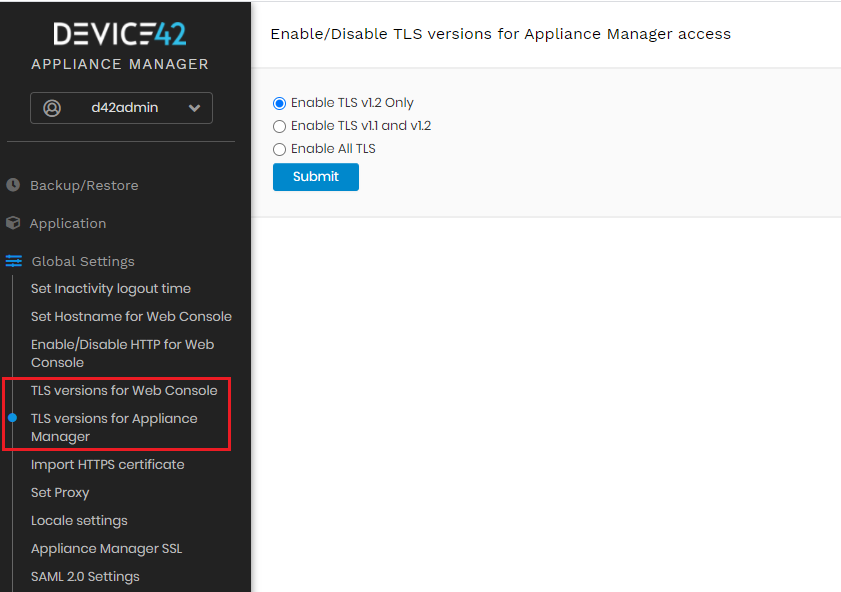 DEVICE42
APPLIANCE MANAGER
d42admin
Backup/Restore
Application
Global Settings
Set Inactivity logout time
Set Hostname for Web Console
Enable/Disable HTTP for Web
Console
TLS versions for Web Console
TLS versions for Appliance
Manager
Import HTTPS certificate
Set Proxy
Locale settings
Appliance Manager SSL
SAML 2.0 Settings
Enable/Disable TLS versions for Appliance Manager access
Enable TLS v1.2 Only
Enable TLS v1.1 and v1.2
Enable All TLS
Submit